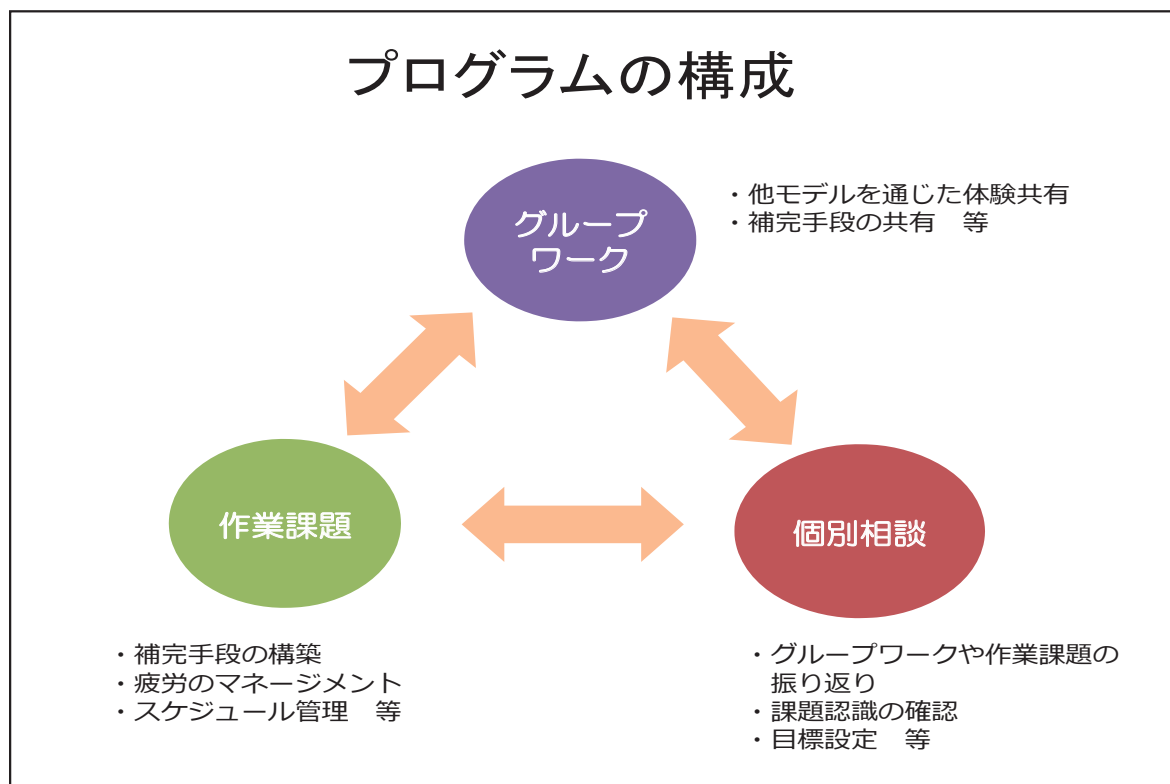 プログラムの構成
グループ
ワーク
・他モデルを通じた体験共有
・補完手段の共有　等
作業課題
個別相談
・補完手段の構築
・疲労のマネージメント
・スケジュール管理　等
・グループワークや作業課題の
振り返り
・課題認識の確認
・目標設定　等